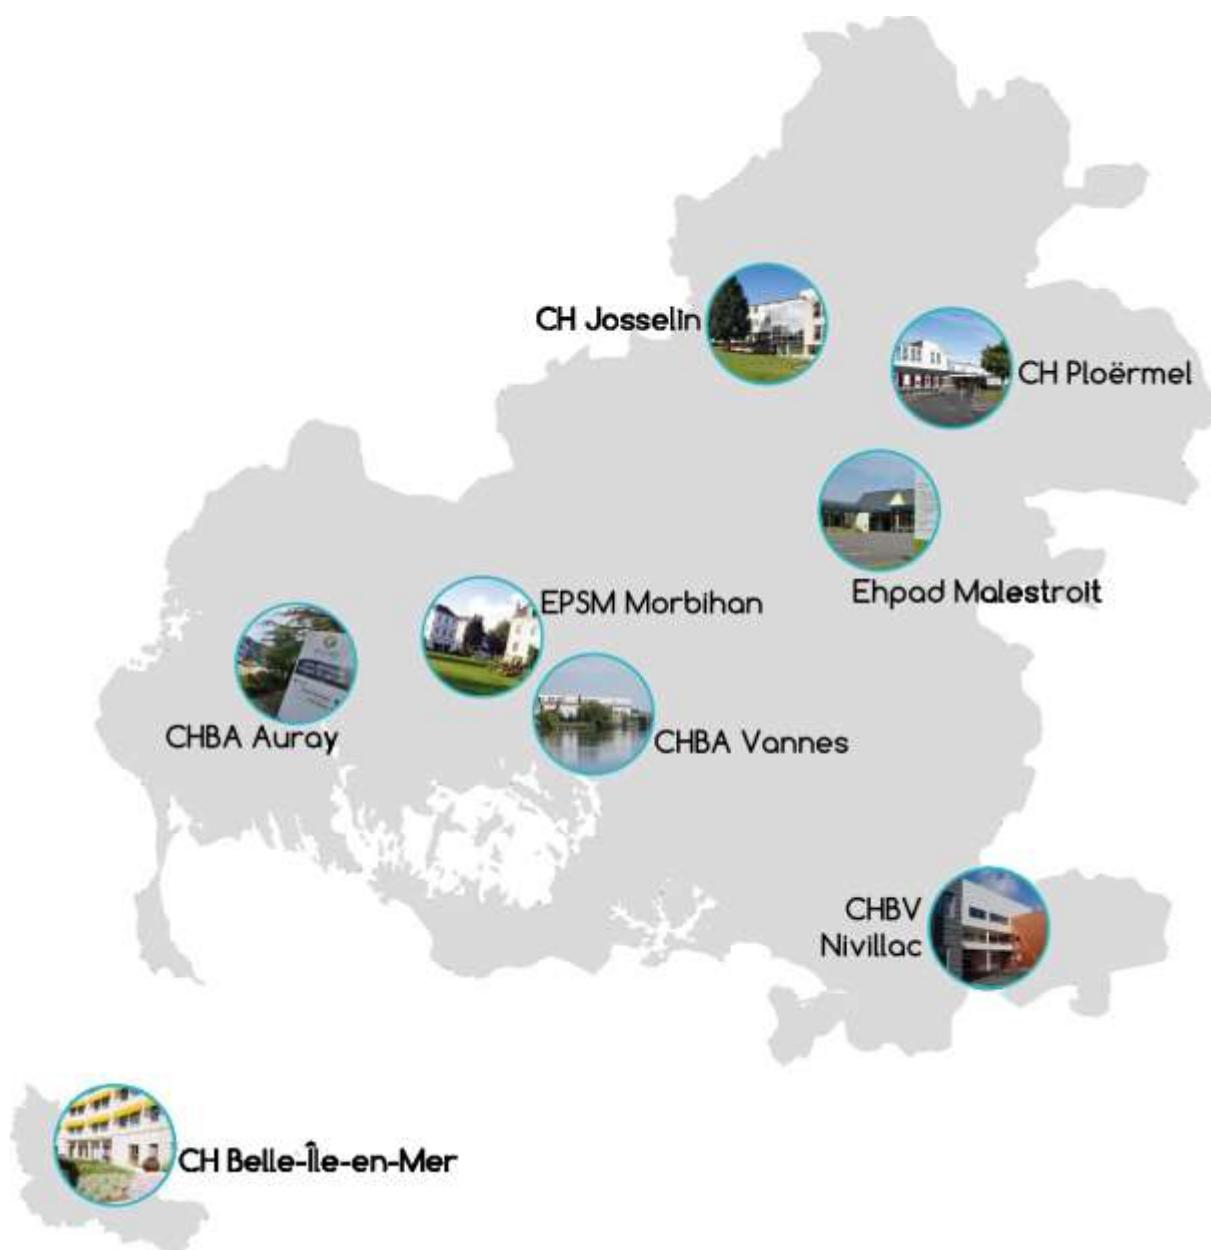 CH Josselin
CH Ploërmel
Ehpad Malestroit
EPSM Morbihan
CHBA Auray
CHBA Vannes
CHBV
Nivillac
CH Belle-Île-en-Mer